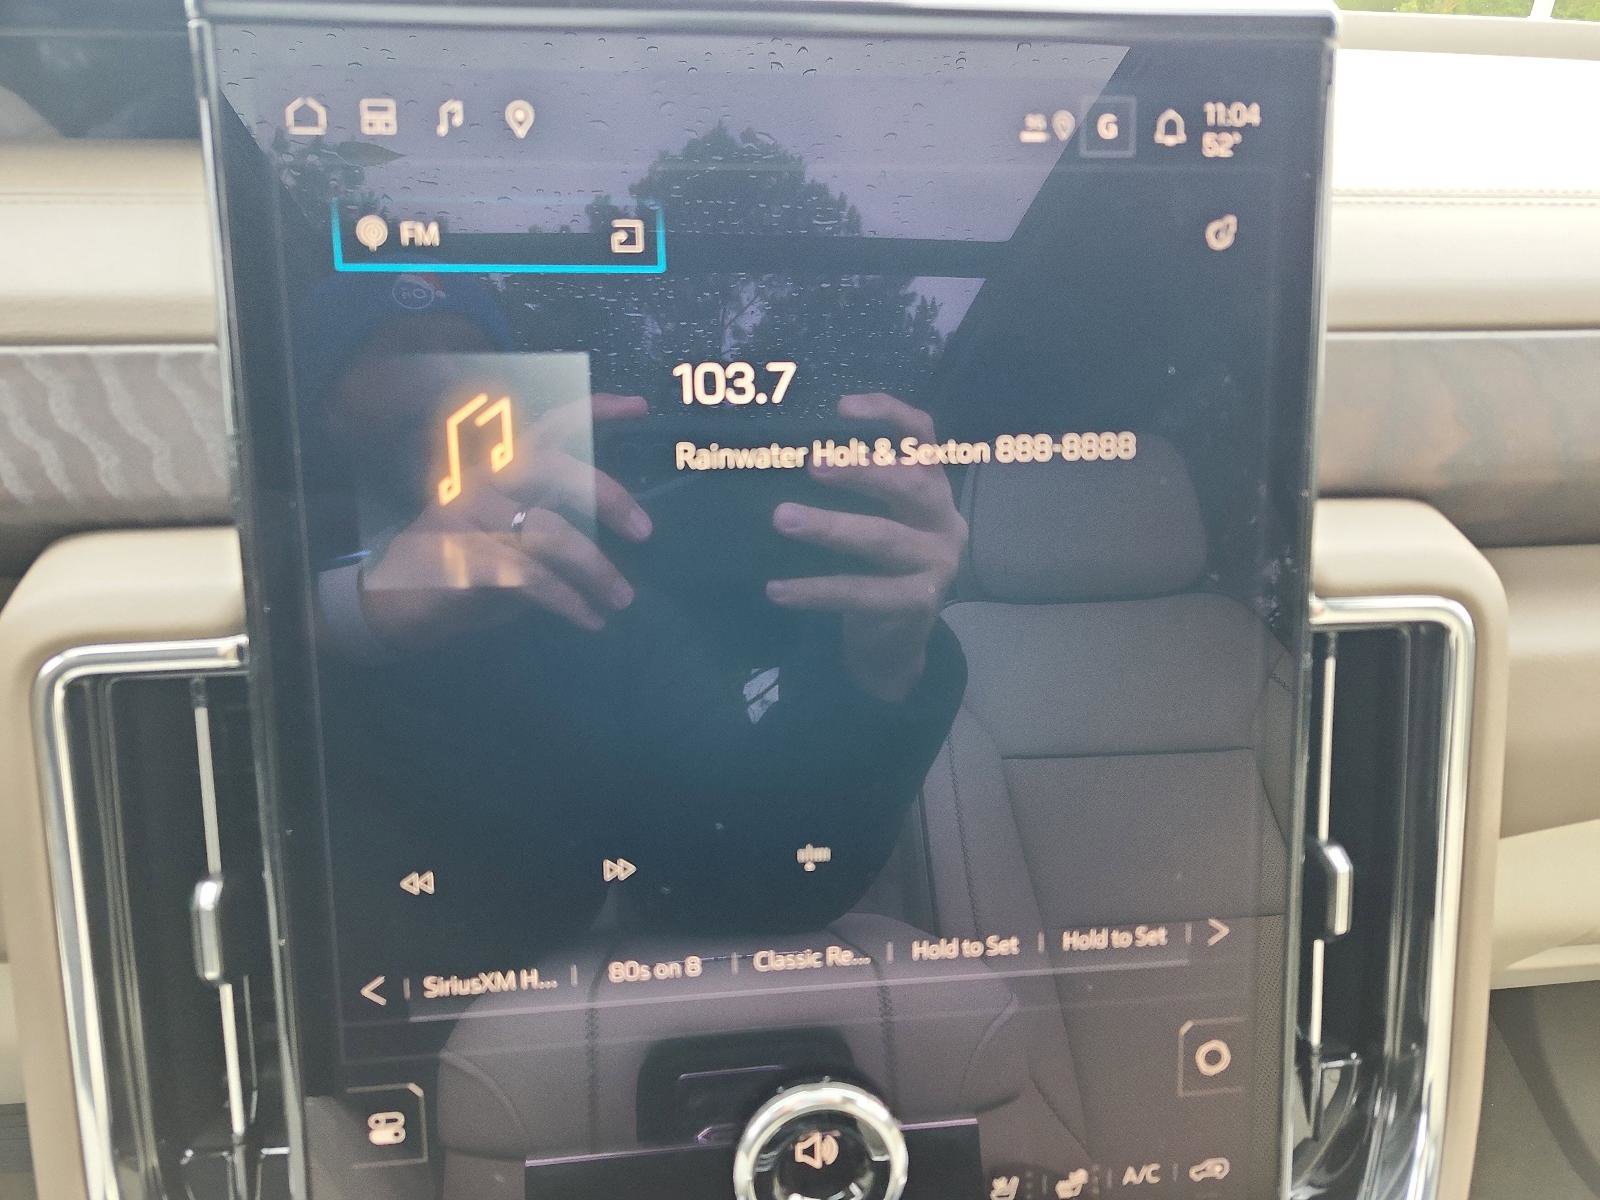 G
11:04
52°
FM
103.7
Rainwater Holt & Sexton 888-8888
SiriusXM H... | 80s on 8 | Classic Re... | Hold to Set | Hold to Set
A/C